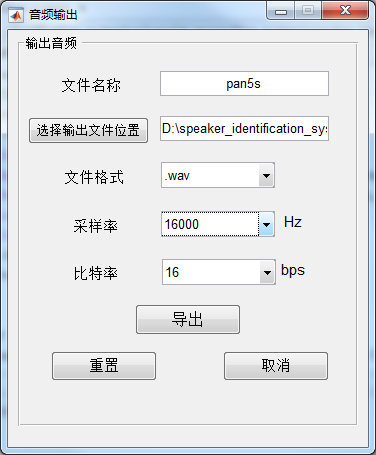 音频输出
输出音频
文件名称 pan5s
选择输出文件位置 D:\speaker_identification_sys
文件格式 .wav
采样率 16000 Hz
比特率 16 bps
导出
重置 取消